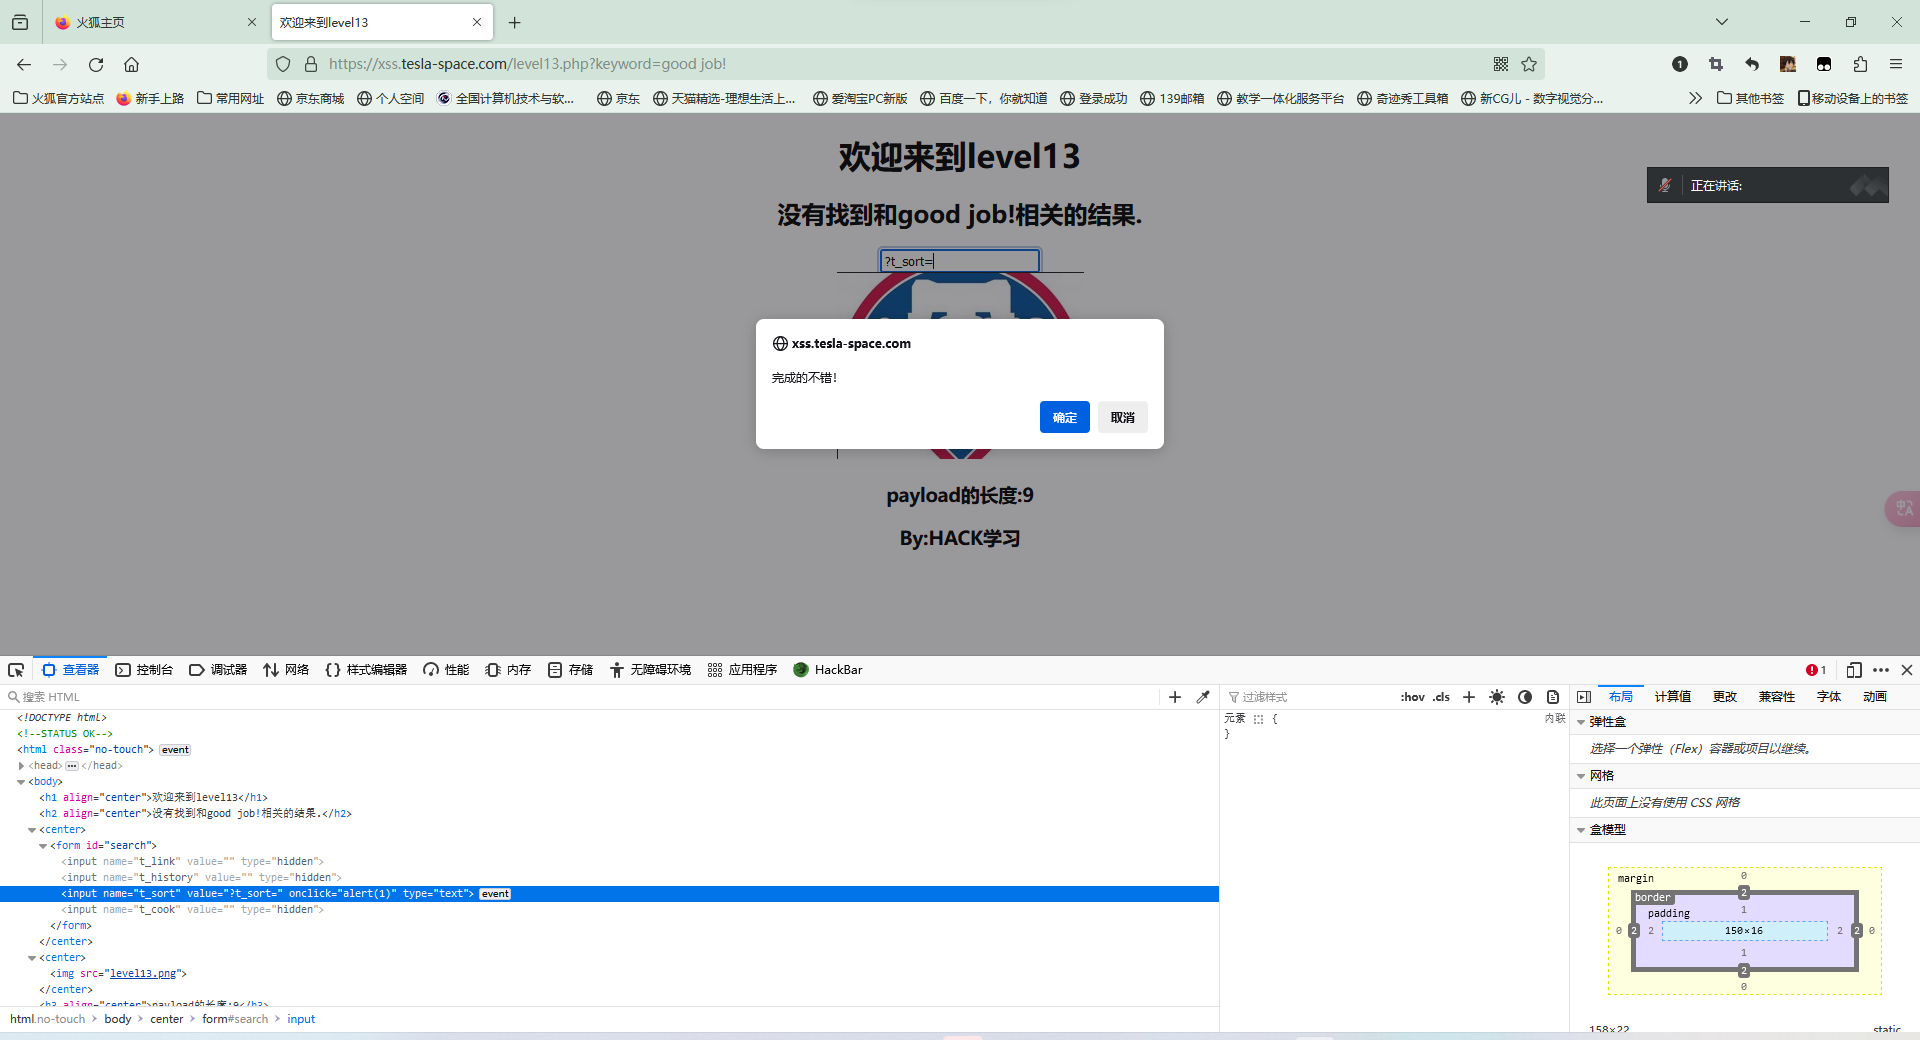 火狐主页
欢迎来到level13
https://xss.tesla-space.com/level13.php?keyword=good job!
1
火狐官方站点 新手上路 常用网址 京东商城 个人空间 全国计算机技术与软... 京东 天猫精选-理想生活上... 爱淘宝PC新版 百度一下，你就知道 登录成功 139邮箱 教学一体化服务平台 奇迹秀工具箱 新CG儿 - 数字视觉分... 其他书签 移动设备上的书签
欢迎来到level13
正在讲话:
没有找到和good job!相关的结果.
?t_sort=
xss.tesla-space.com
完成的不错!
确定 取消
payload的长度:9
By:HACK学习
查看器 控制台 调试器 网络 样式编辑器 性能 内存 存储 无障碍环境 应用程序 HackBar 1
搜索 HTML
<!DOCTYPE html>
<!--STATUS OK-->
<html class="no-touch"> event
<head> ••• </head>
<body>
<h1 align="center">欢迎来到level13</h1>
<h2 align="center">没有找到和good job!相关的结果.</h2>
<center>
<form id="search">
<input name="t_link" value="" type="hidden">
<input name="t_history" value="" type="hidden">
<input name="t_sort" value="?t_sort=" onclick="alert(1)" type="text"> event
<input name="t_cook" value="" type="hidden">
</form>
</center>
<center>
<img src="level13.png">
</center>
<h3 align="center">payload的长度:9</h3>
html.no-touch > body > center > form#search > input
过滤样式 :hov .cls
元素 { 内联
}
布局 计算值 更改 兼容性 字体 动画
弹性盒
选择一个弹性（Flex）容器或项目以继续。
网格
此页面上没有使用 CSS 网格
盒模型
margin 0
border 2
padding 1
0 2 2 150×16 2 2 0
1
2
0
158×22 static